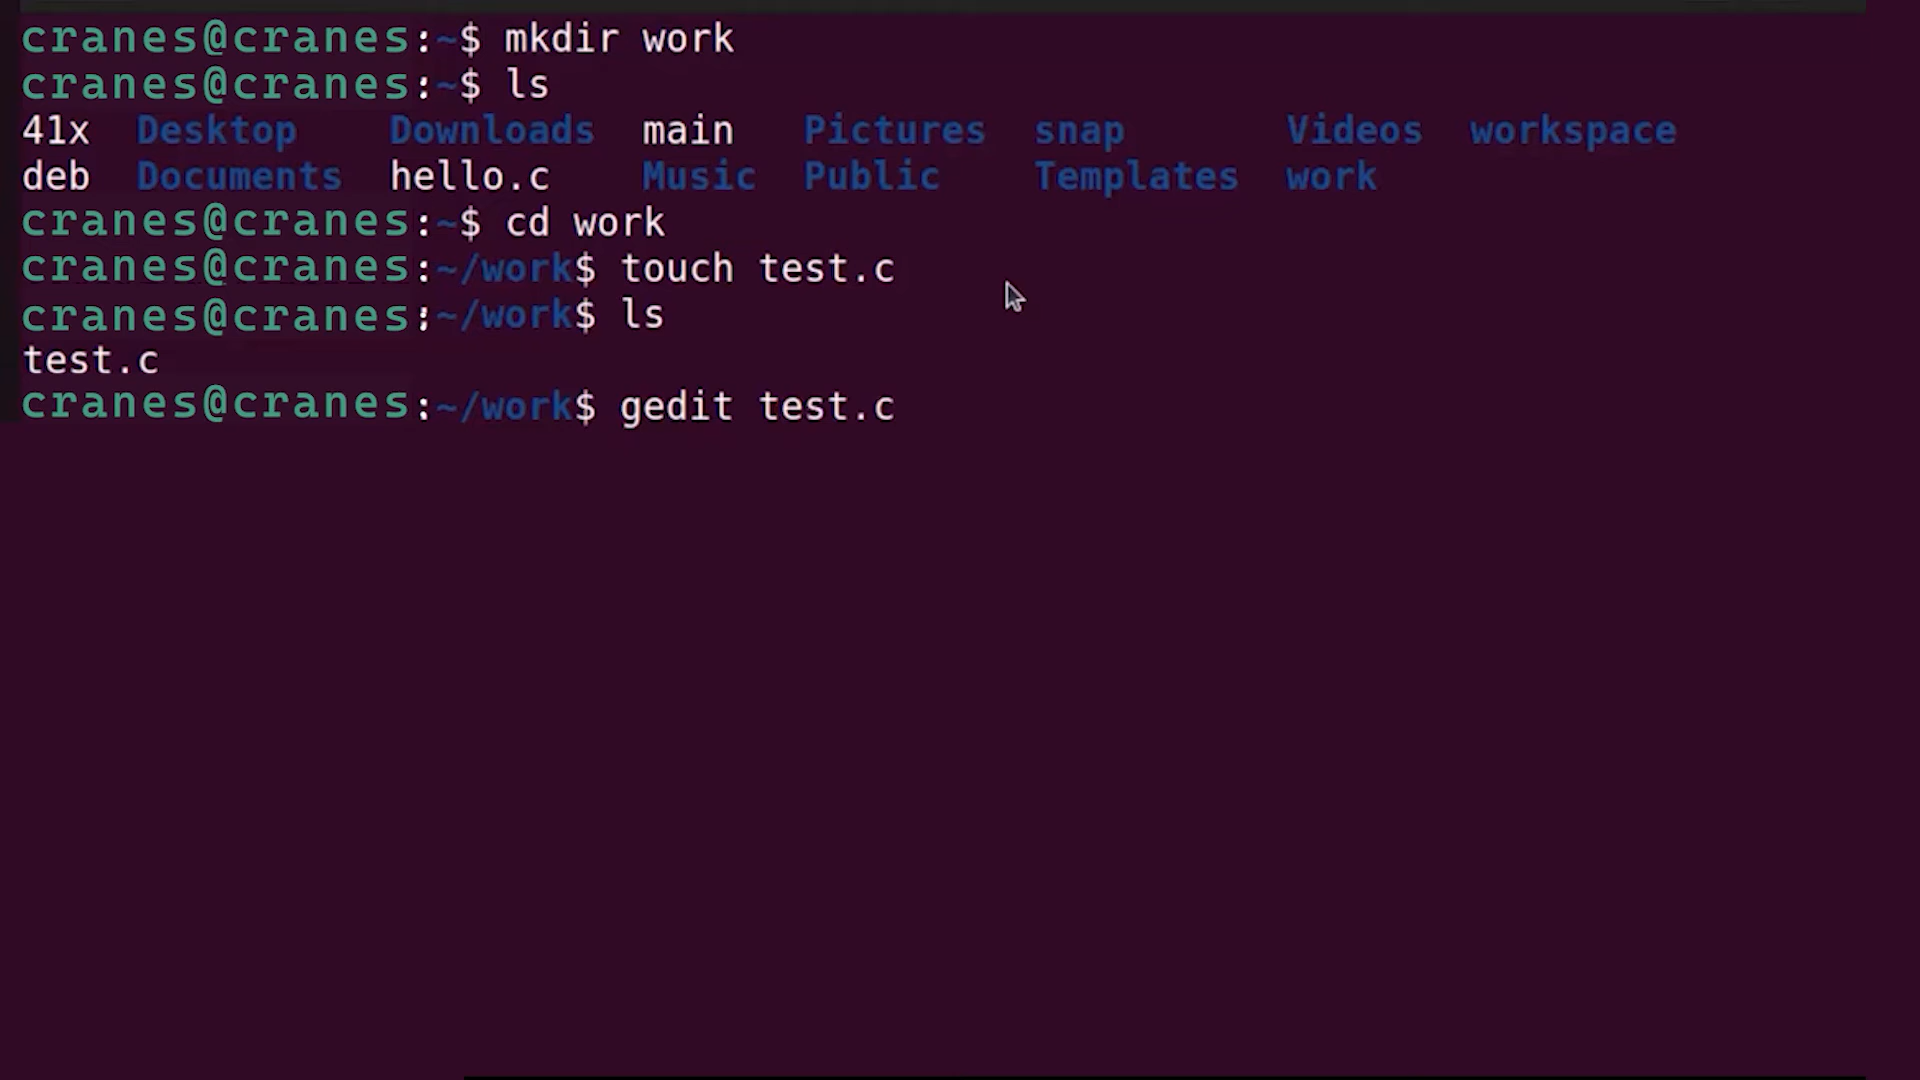 cranes@cranes:~$ mkdir work
cranes@cranes:~$ ls
41x  Desktop    Downloads  main   Pictures  snap       Videos  workspace
deb  Documents  hello.c    Music  Public    Templates  work
cranes@cranes:~$ cd work
cranes@cranes:~/work$ touch test.c
cranes@cranes:~/work$ ls
test.c
cranes@cranes:~/work$ gedit test.c